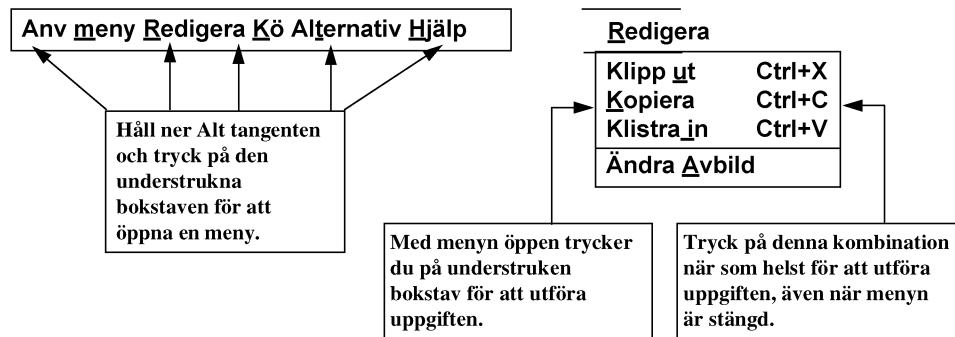 Anv meny Redigera Kö Alternativ Hjälp
Håll ner Alt tangenten
och tryck på den
understrukna
bokstaven för att
öppna en meny.
Redigera
Klipp ut Ctrl+X
Kopiera Ctrl+C
Klistra in Ctrl+V
Ändra Avbild
Med menyn öppen trycker
du på understruken
bokstav för att utföra
uppgiften.
Tryck på denna kombination
när som helst för att utföra
uppgiften, även när menyn
är stängd.